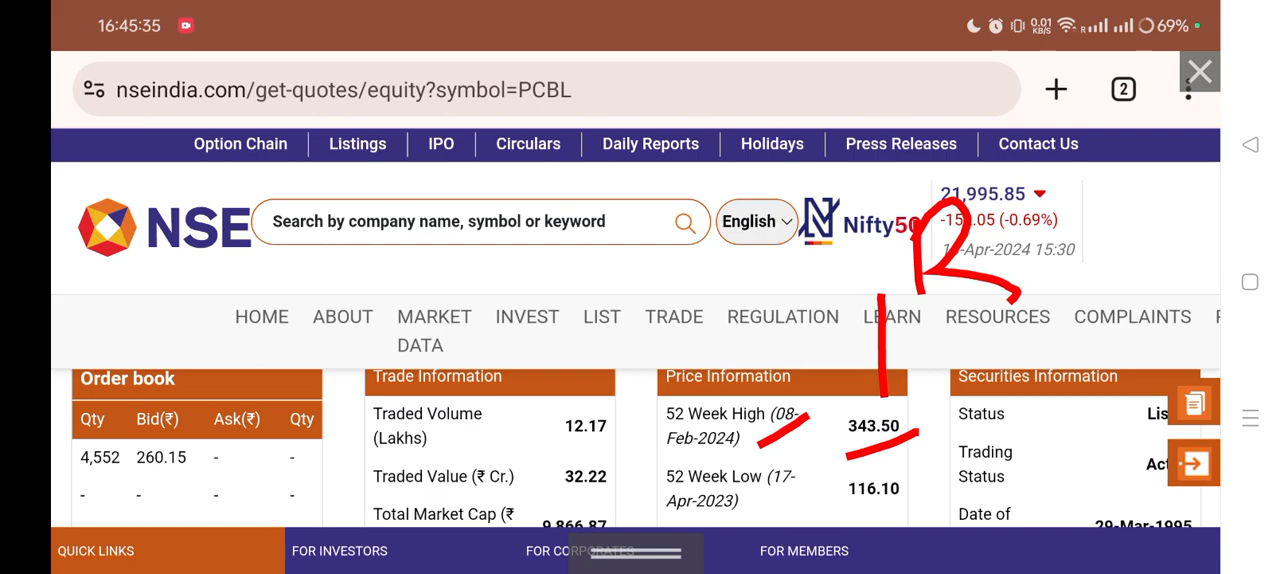 16:45:35 0.01 KB/S R 69%
nseindia.com/get-quotes/equity?symbol=PCBL 2
Option Chain Listings IPO Circulars Daily Reports Holidays Press Releases Contact Us
NSE Search by company name, symbol or keyword English Nifty50
21,995.85
(-0.69%)
-Apr-2024 15:30
R
HOME ABOUT MARKET DATA INVEST LIST TRADE REGULATION LEARN RESOURCES COMPLAINTS
Order book
Qty Bid(₹) Ask(₹) Qty
4,552 260.15 - -
- - - -
Trade Information
Traded Volume (Lakhs) 12.17
Traded Value (₹ Cr.) 32.22
Total Market Cap (₹ 9,866.87
Price Information
52 Week High (08-Feb-2024) 343.50
52 Week Low (17-Apr-2023) 116.10
Securities Information
Status Lis
Trading Status Act
Date of 29-Mar-1995
QUICK LINKS FOR INVESTORS FOR CORPORATES FOR MEMBERS